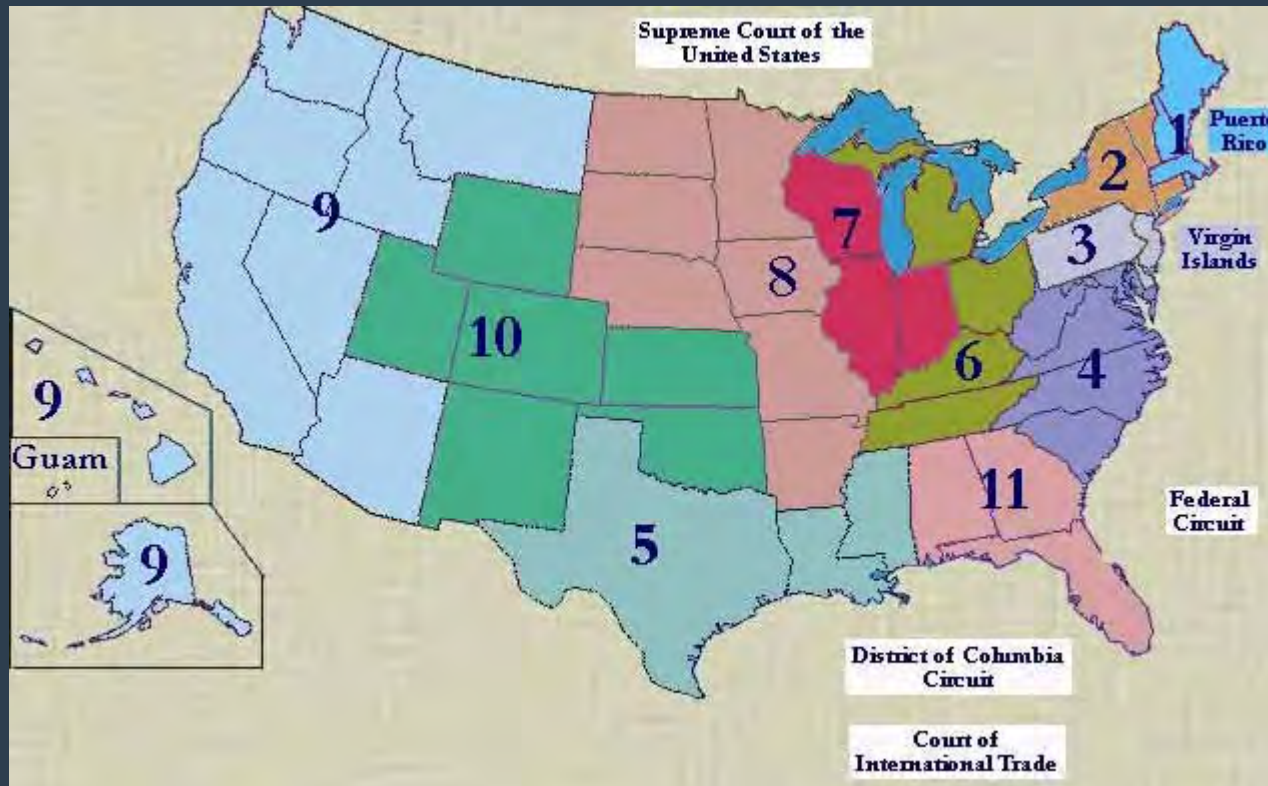 Supreme Court of the
United States
1
Puerto
Rico
2
9
7
3
Virgin
Islands
8
10
6
4
9
Guam
11
Federal
Circuit
5
9
District of Columbia
Circuit
Court of
International Trade